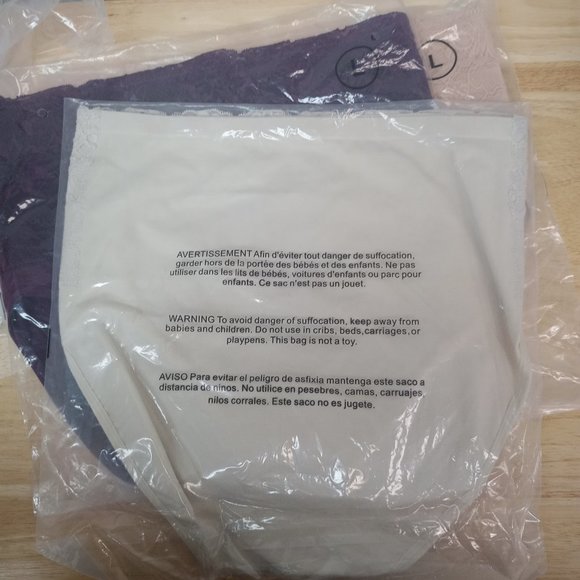 L
L
AVERTISSEMENT Afin d'éviter tout danger de suffocation,
garder hors de la portée des bébés et des enfants. Ne pas
utiliser dans les lits de bébés, voitures d'enfants ou parc pour
enfants. Ce sac n'est pas un jouet.
WARNING To avoid danger of suffocation, keep away from
babies and children. Do not use in cribs, beds,carriages,or
playpens. This bag is not a toy.
AVISO Para evitar el peligro de asfixia mantenga este saco a
distancia de ninos. No utilice en pesebres, camas, carruajes,
nilos corrales. Este saco no es jugete.